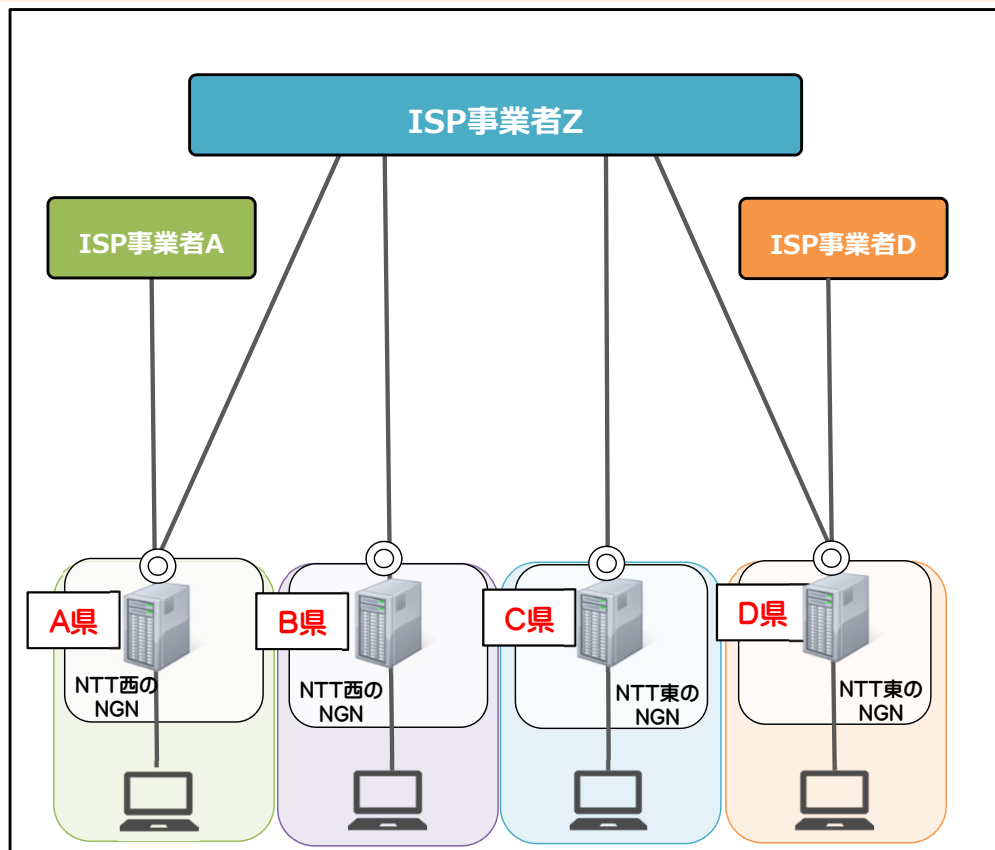 ISP事業者Z
ISP事業者A
ISP事業者D
A県
B県
C県
D県
NTT西の
NGN
NTT西の
NGN
NTT東の
NGN
NTT東の
NGN